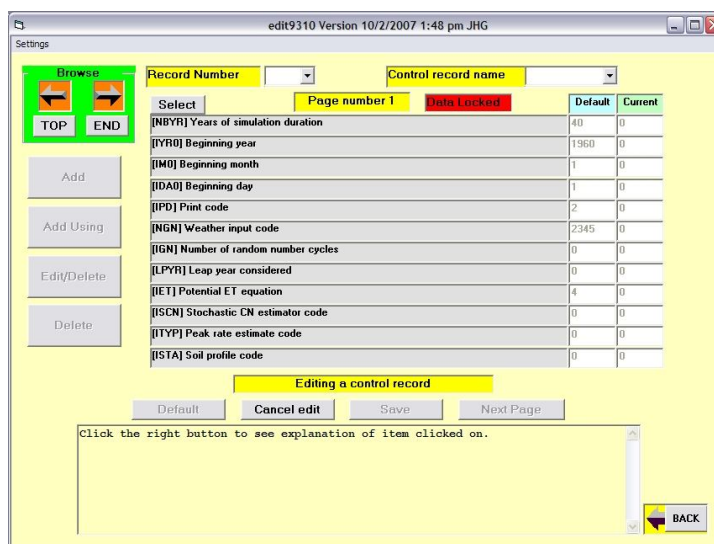 edit9310 Version 10/2/2007 1:48 pm JHG
Settings
Browse
TOP END
Record Number
Control record name
Select
Page number 1
Data Locked
Default Current
[NBYR] Years of simulation duration 40 0
[IYR0] Beginning year 1960 0
[IMO] Beginning month 1 0
[IDAO] Beginning day 1 0
[IPD] Print code 2 0
[NGN] Weather input code 2345 0
[IGN] Number of random number cycles 0 0
[LPYR] Leap year considered 0 0
[IET] Potential ET equation 4 0
[ISCN] Stochastic CN estimator code 0 0
[ITYP] Peak rate estimate code 0 0
[ISTA] Soil profile code 0 0
Add
Add Using
Edit/Delete
Delete
Editing a control record
Default Cancel edit Save Next Page
Click the right button to see explanation of item clicked on.
BACK